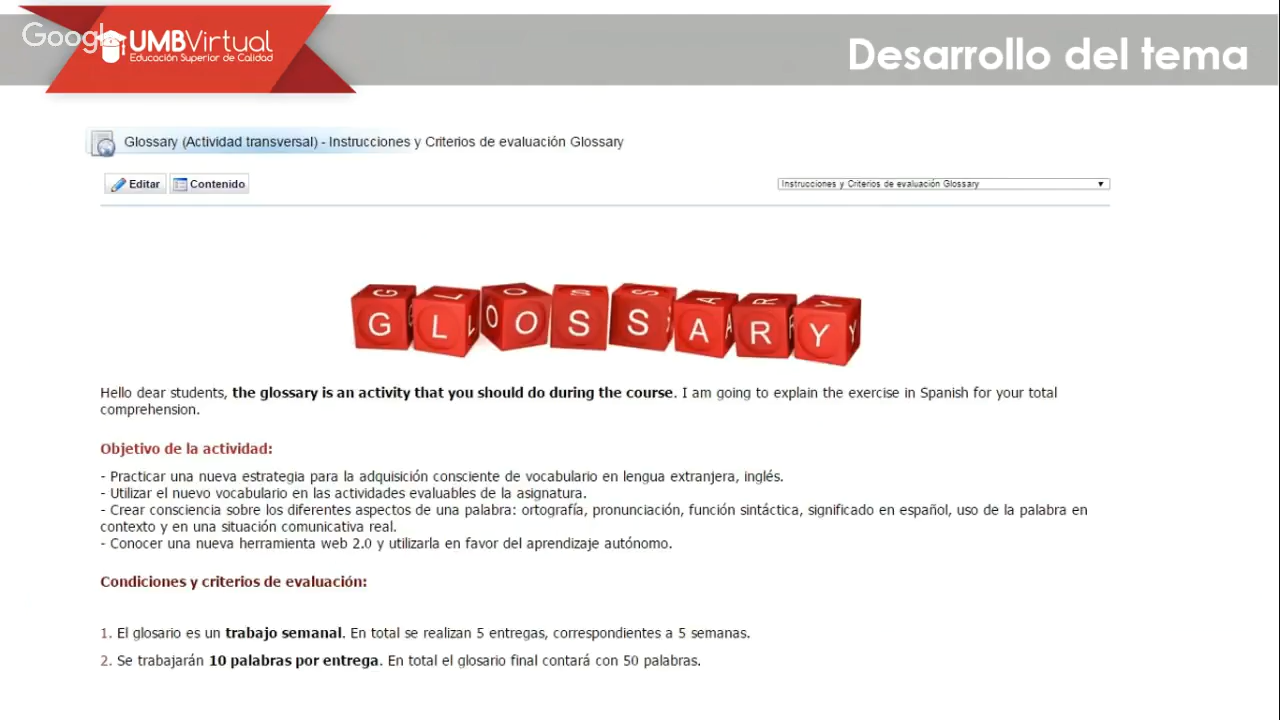 Google
UMBVirtual
Educación Superior de Calidad
Desarrollo del tema
Glossary (Actividad transversal) - Instrucciones y Criterios de evaluación Glossary
Editar Contenido
Instrucciones y Criterios de evaluación Glossary
GLOSSARY
Hello dear students, the glossary is an activity that you should do during the course. I am going to explain the exercise in Spanish for your total
comprehension.
Objetivo de la actividad:
- Practicar una nueva estrategia para la adquisición consciente de vocabulario en lengua extranjera, inglés.
- Utilizar el nuevo vocabulario en las actividades evaluables de la asignatura.
- Crear consciencia sobre los diferentes aspectos de una palabra: ortografía, pronunciación, función sintáctica, significado en español, uso de la palabra en
contexto y en una situación comunicativa real.
- Conocer una nueva herramienta web 2.0 y utilizarla en favor del aprendizaje autónomo.
Condiciones y criterios de evaluación:
1. El glosario es un trabajo semanal. En total se realizan 5 entregas, correspondientes a 5 semanas.
2. Se trabajarán 10 palabras por entrega. En total el glosario final contará con 50 palabras.